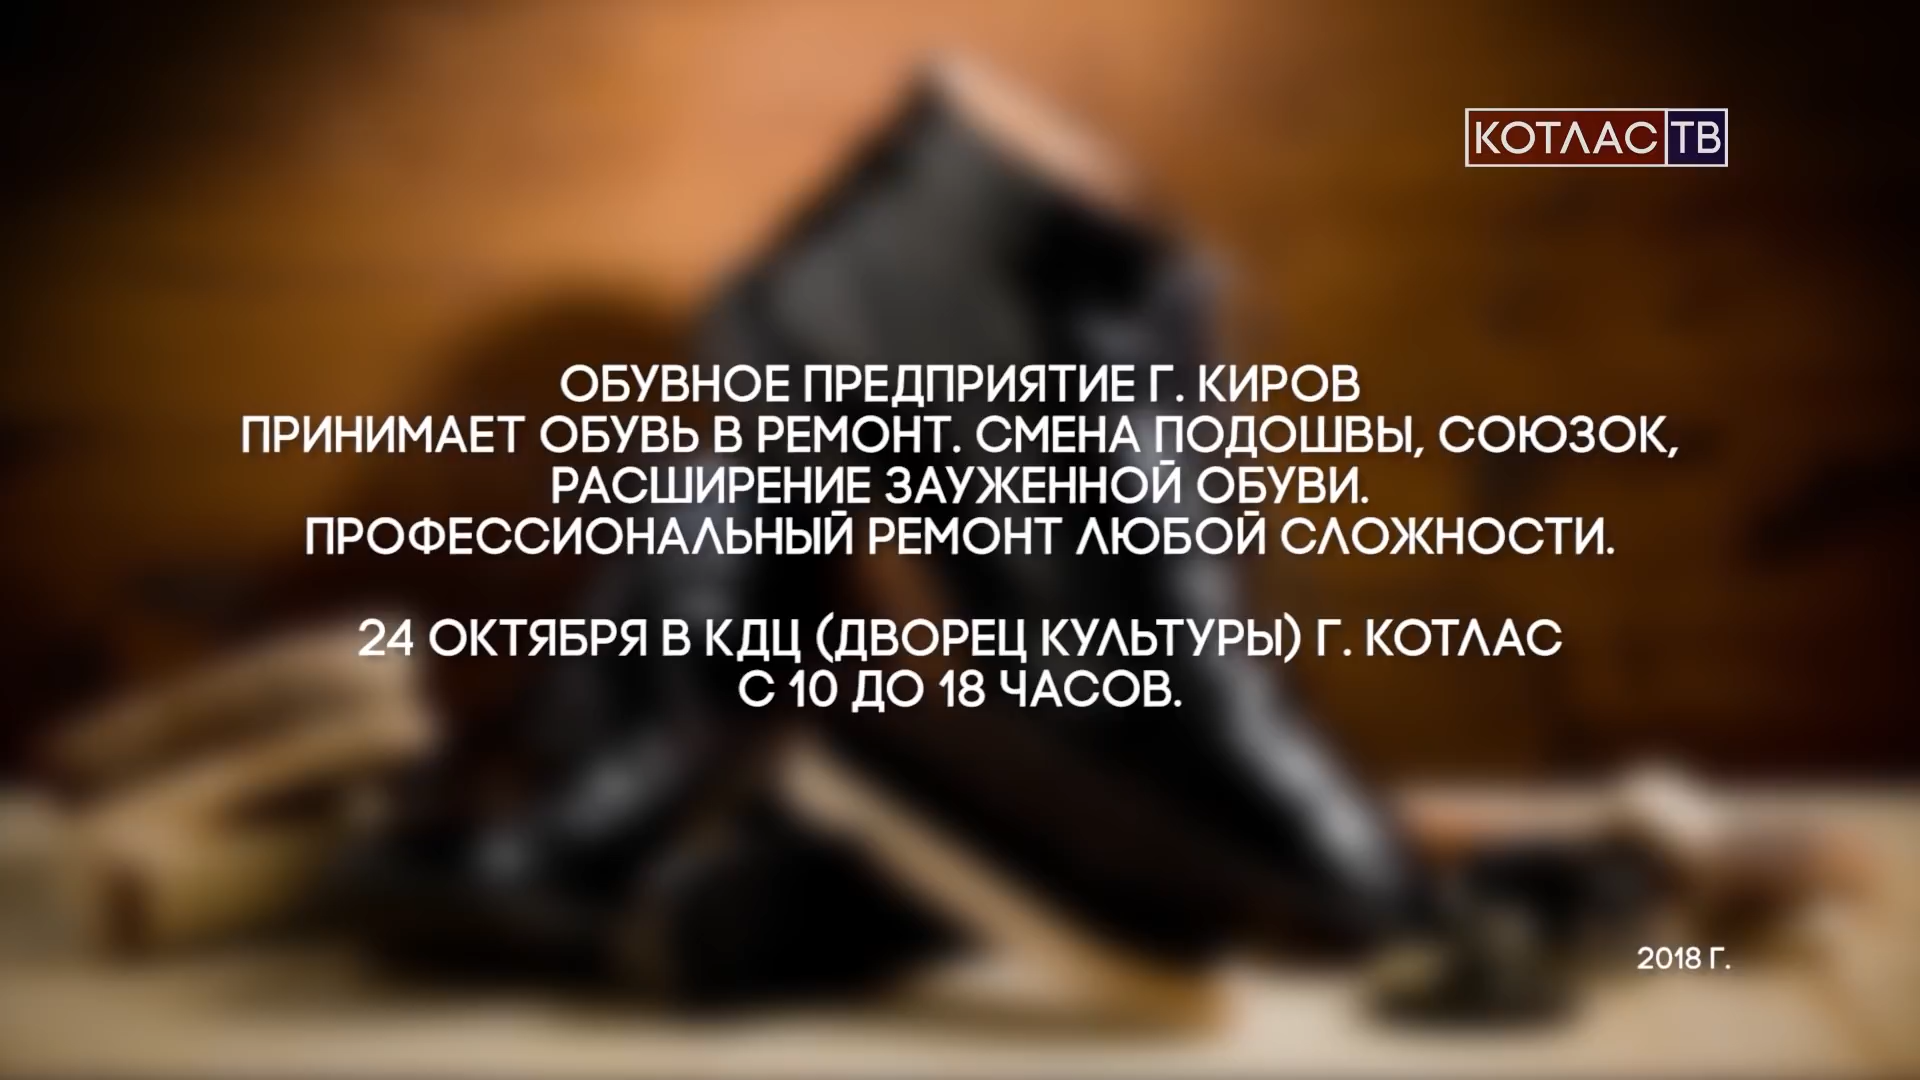 КОТЛАС ТВ
ОБУВНОЕ ПРЕДПРИЯТИЕ Г. КИРОВ
ПРИНИМАЕТ ОБУВЬ В РЕМОНТ. СМЕНА ПОДОШВЫ, СОЮЗОК,
РАСШИРЕНИЕ ЗАУЖЕННОЙ ОБУВИ.
ПРОФЕССИОНАЛЬНЫЙ РЕМОНТ ЛЮБОЙ СЛОЖНОСТИ.
24 ОКТЯБРЯ В КДЦ (ДВОРЕЦ КУЛЬТУРЫ) Г. КОТЛАС
С 10 ДО 18 ЧАСОВ.
2018 Г.